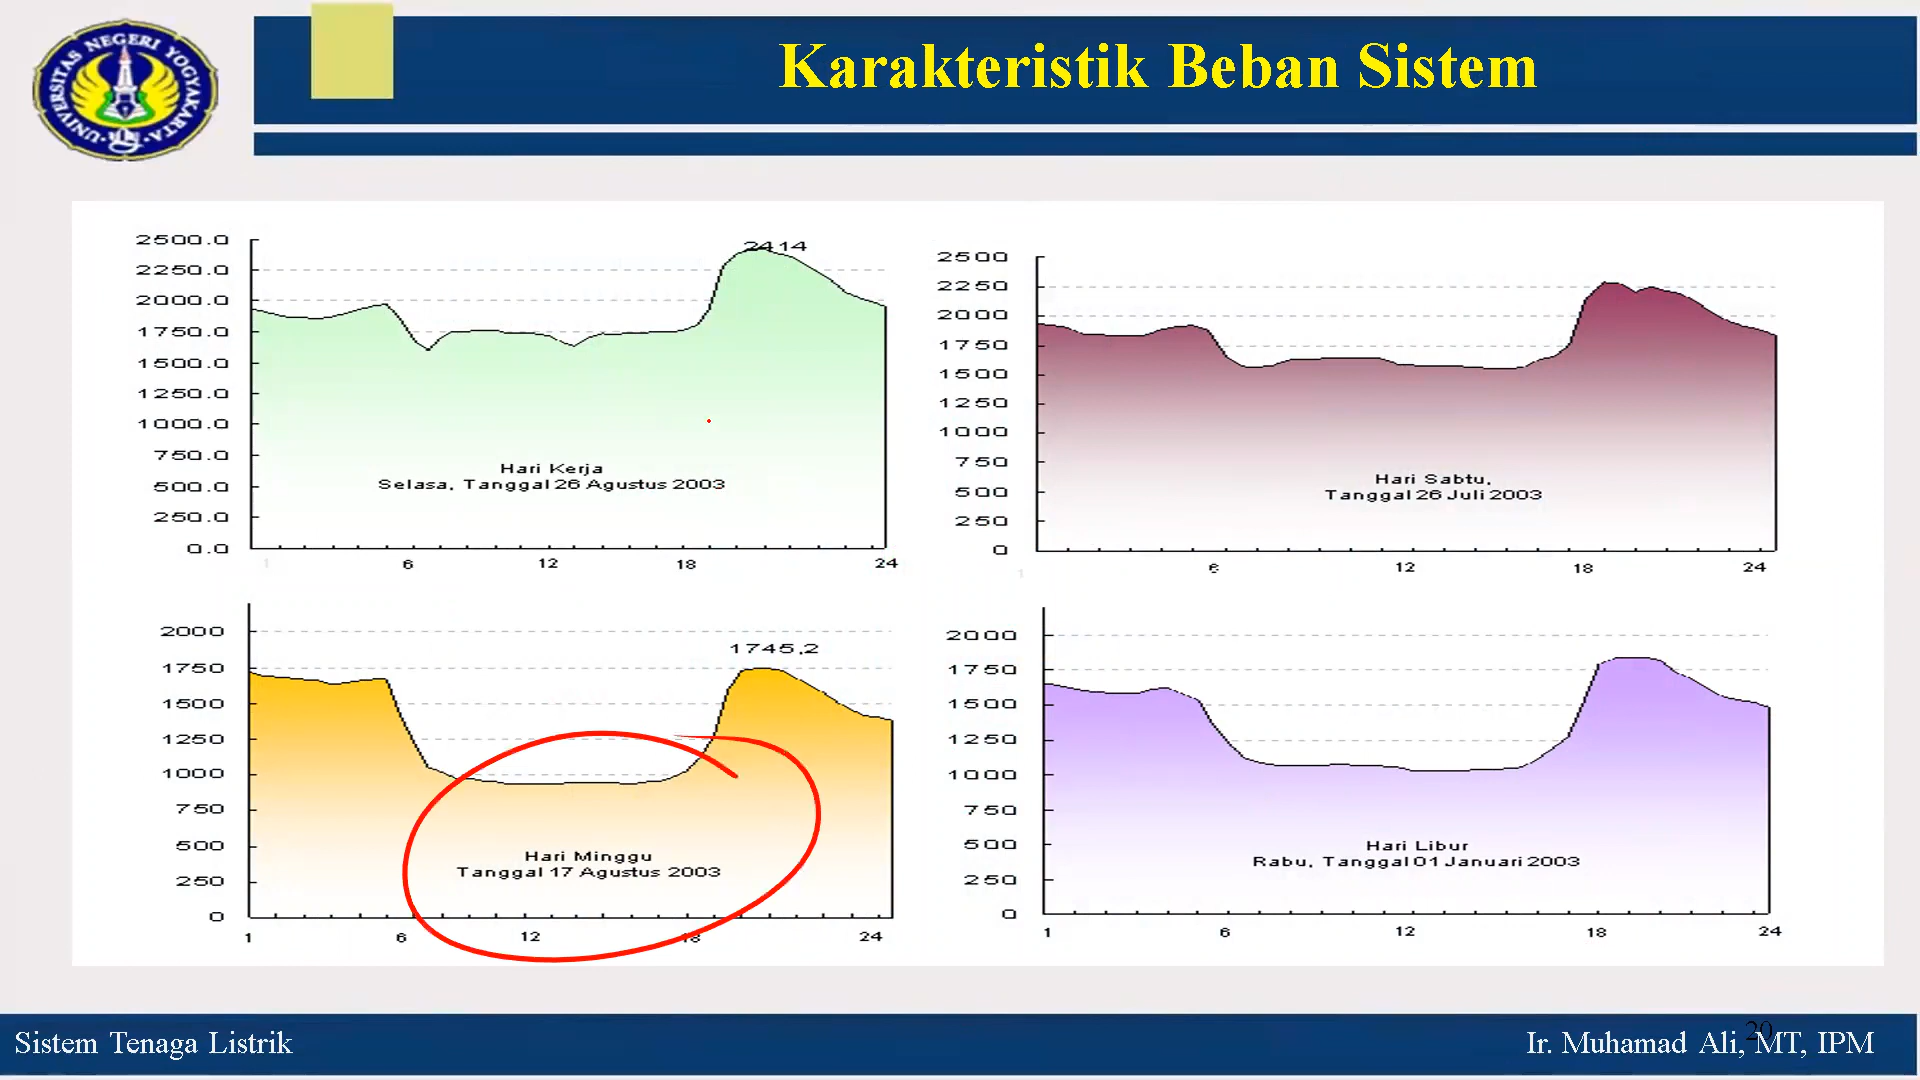 UNIVERSITAS NEGERI YOGYAKARTA
Karakteristik Beban Sistem
2500.0
2250.0
2000.0
1750.0
1500.0
1250.0
1000.0
750.0
500.0
250.0
0.0
2414
Hari Kerja
Selasa, Tanggal 26 Agustus 2003
1 6 12 18 24
2500
2250
2000
1750
1500
1250
1000
750
500
250
0
Hari Sabtu,
Tanggal 26 Juli 2003
1 6 12 18 24
2000
1750
1500
1250
1000
750
500
250
0
1745,2
Hari Minggu
Tanggal 17 Agustus 2003
1 6 12 18 24
2000
1750
1500
1250
1000
750
500
250
0
Hari Libur
Rabu, Tanggal 01 Januari 2003
1 6 12 18 24
Sistem Tenaga Listrik
20
Ir. Muhamad Ali, MT, IPM